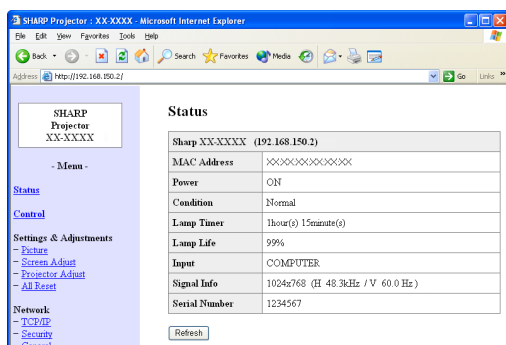 SHARP Projector : XX-XXXX - Microsoft Internet Explorer
File Edit View Favorites Tools Help
Back Search Favorites Media
Address http://192.168.150.2/ Go Links »
SHARP
Projector
XX-XXXX
- Menu -
Status
Control
Settings & Adjustments
– Picture
– Screen Adjust
– Projector Adjust
– All Reset
Network
– TCP/IP
– Security
– General
Status
Sharp XX-XXXX (192.168.150.2)
MAC Address XXXXXXXXXXXX
Power ON
Condition Normal
Lamp Timer 1hour(s) 15minute(s)
Lamp Life 99%
Input COMPUTER
Signal Info 1024x768 (H 48.3kHz / V 60.0 Hz )
Serial Number 1234567
Refresh